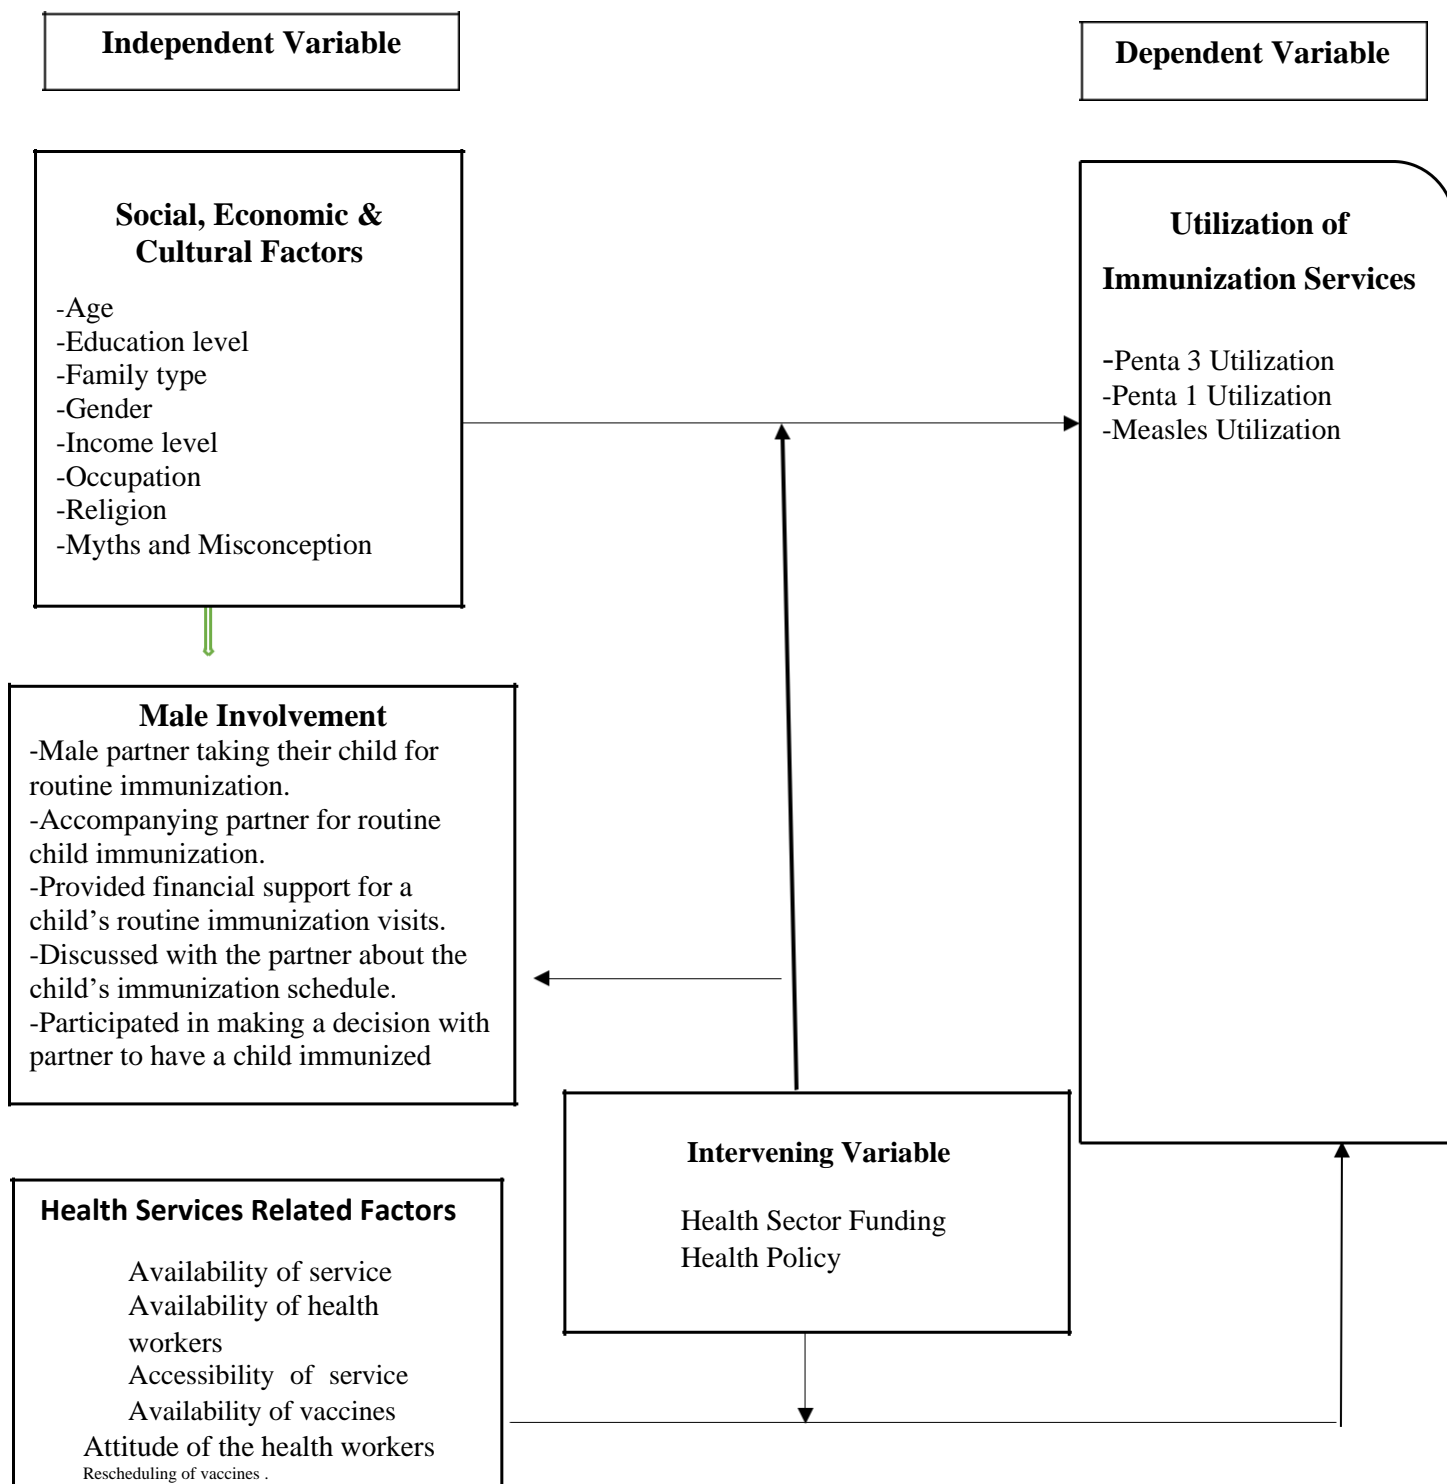 Independent Variable
Dependent Variable
Social, Economic &
Cultural Factors
-Age
-Education level
-Family type
-Gender
-Income level
-Occupation
-Religion
-Myths and Misconception
Utilization of
Immunization Services
-Penta 3 Utilization
-Penta 1 Utilization
-Measles Utilization
Male Involvement
-Male partner taking their child for
routine immunization.
-Accompanying partner for routine
child immunization.
-Provided financial support for a
child’s routine immunization visits.
-Discussed with the partner about the
child’s immunization schedule.
-Participated in making a decision with
partner to have a child immunized
Intervening Variable
Health Sector Funding
Health Policy
Health Services Related Factors
Availability of service
Availability of health
workers
Accessibility of service
Availability of vaccines
Attitude of the health workers
Rescheduling of vaccines .